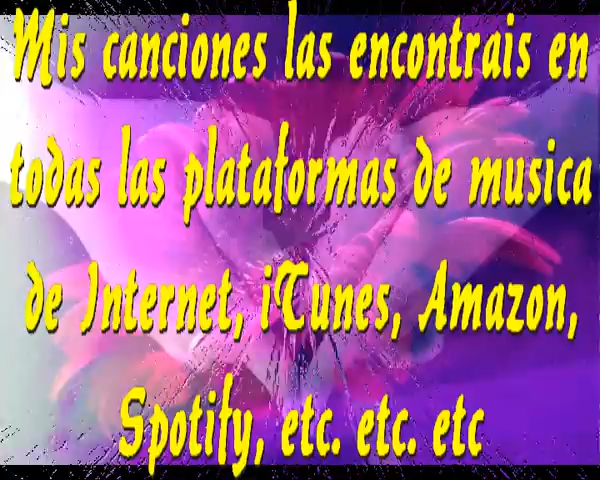 Mis canciones las encontrais en
todas las plataformas de musica
de Internet, iTunes, Amazon,
Spotify, etc. etc. etc